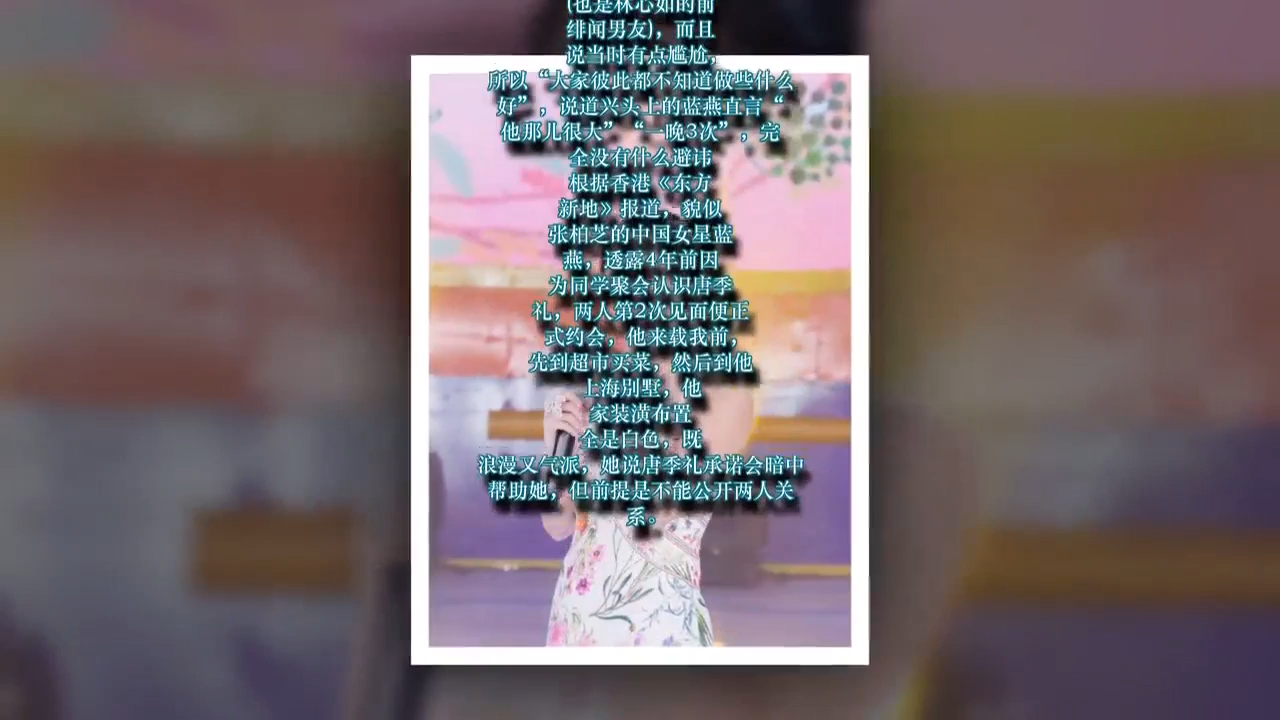 (也是林心如的前
绯闻男友)，而且
说当时有点尴尬，
所以“大家彼此都不知道做些什么
好”，说道兴头上的蓝燕直言“
他那儿很大”“一晚3次”，完
全没有什么避讳
根据香港《东方
新地》报道，貌似
张柏芝的中国女星蓝
燕，透露4年前因
为同学聚会认识唐季
礼，两人第2次见面便正
式约会，他来载我前，
先到超市买菜，然后到他
上海别墅，他
家装潢布置
全是白色，既
浪漫又气派，她说唐季礼承诺会暗中
帮助她，但前提是不能公开两人关
系。